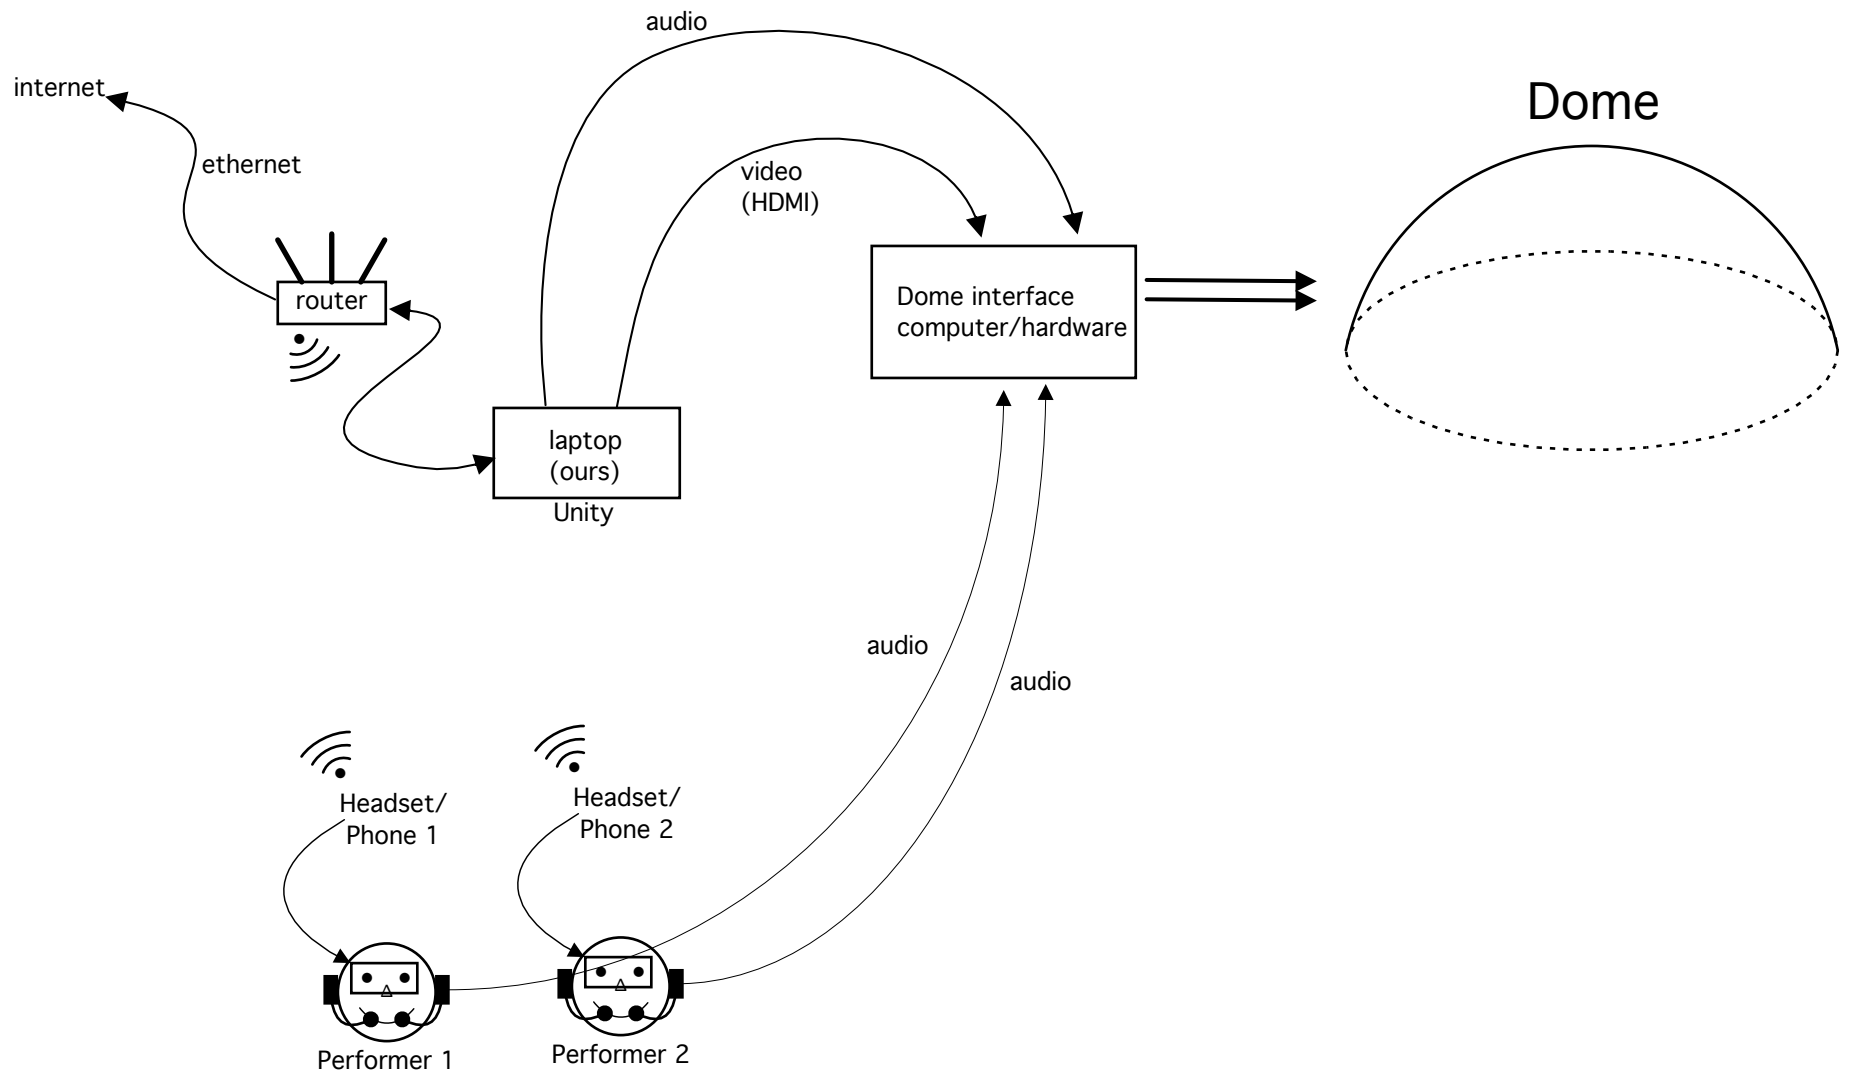 audio
internet
Dome
ethernet
video
(HDMI)
router
Dome interface
computer/hardware
laptop
(ours)
Unity
audio
audio
Headset/
Phone 1
Headset/
Phone 2
Performer 1
Performer 2